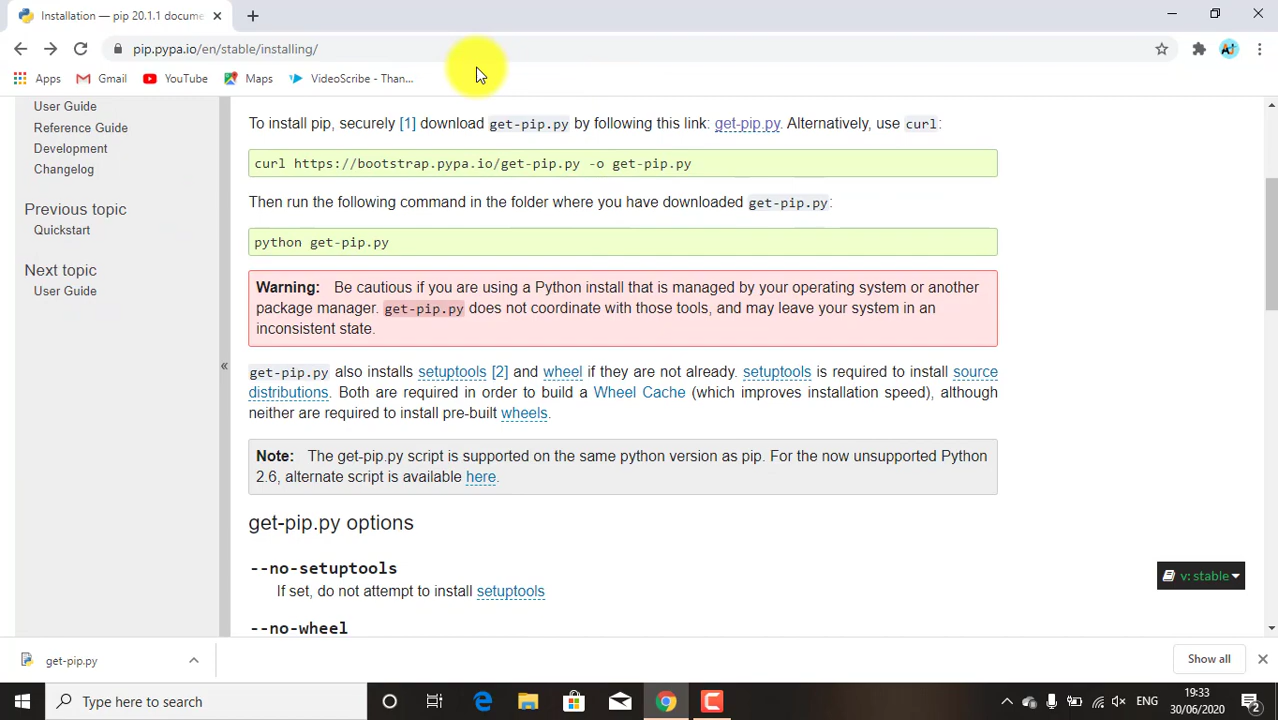 Installation — pip 20.1.1 docume
pip.pypa.io/en/stable/installing/
Apps Gmail YouTube Maps VideoScribe - Than...
User Guide
Reference Guide
Development
Changelog
Previous topic
Quickstart
Next topic
User Guide
«
To install pip, securely [1] download get-pip.py by following this link: get-pip.py. Alternatively, use curl:
curl https://bootstrap.pypa.io/get-pip.py -o get-pip.py
Then run the following command in the folder where you have downloaded get-pip.py:
python get-pip.py
Warning: Be cautious if you are using a Python install that is managed by your operating system or another
package manager. get-pip.py does not coordinate with those tools, and may leave your system in an
inconsistent state.
get-pip.py also installs setuptools [2] and wheel if they are not already. setuptools is required to install source
distributions. Both are required in order to build a Wheel Cache (which improves installation speed), although
neither are required to install pre-built wheels.
Note: The get-pip.py script is supported on the same python version as pip. For the now unsupported Python
2.6, alternate script is available here.
get-pip.py options
--no-setuptools
If set, do not attempt to install setuptools
--no-wheel
v: stable
get-pip.py
Show all
Type here to search
ENG
19:33
30/06/2020
2